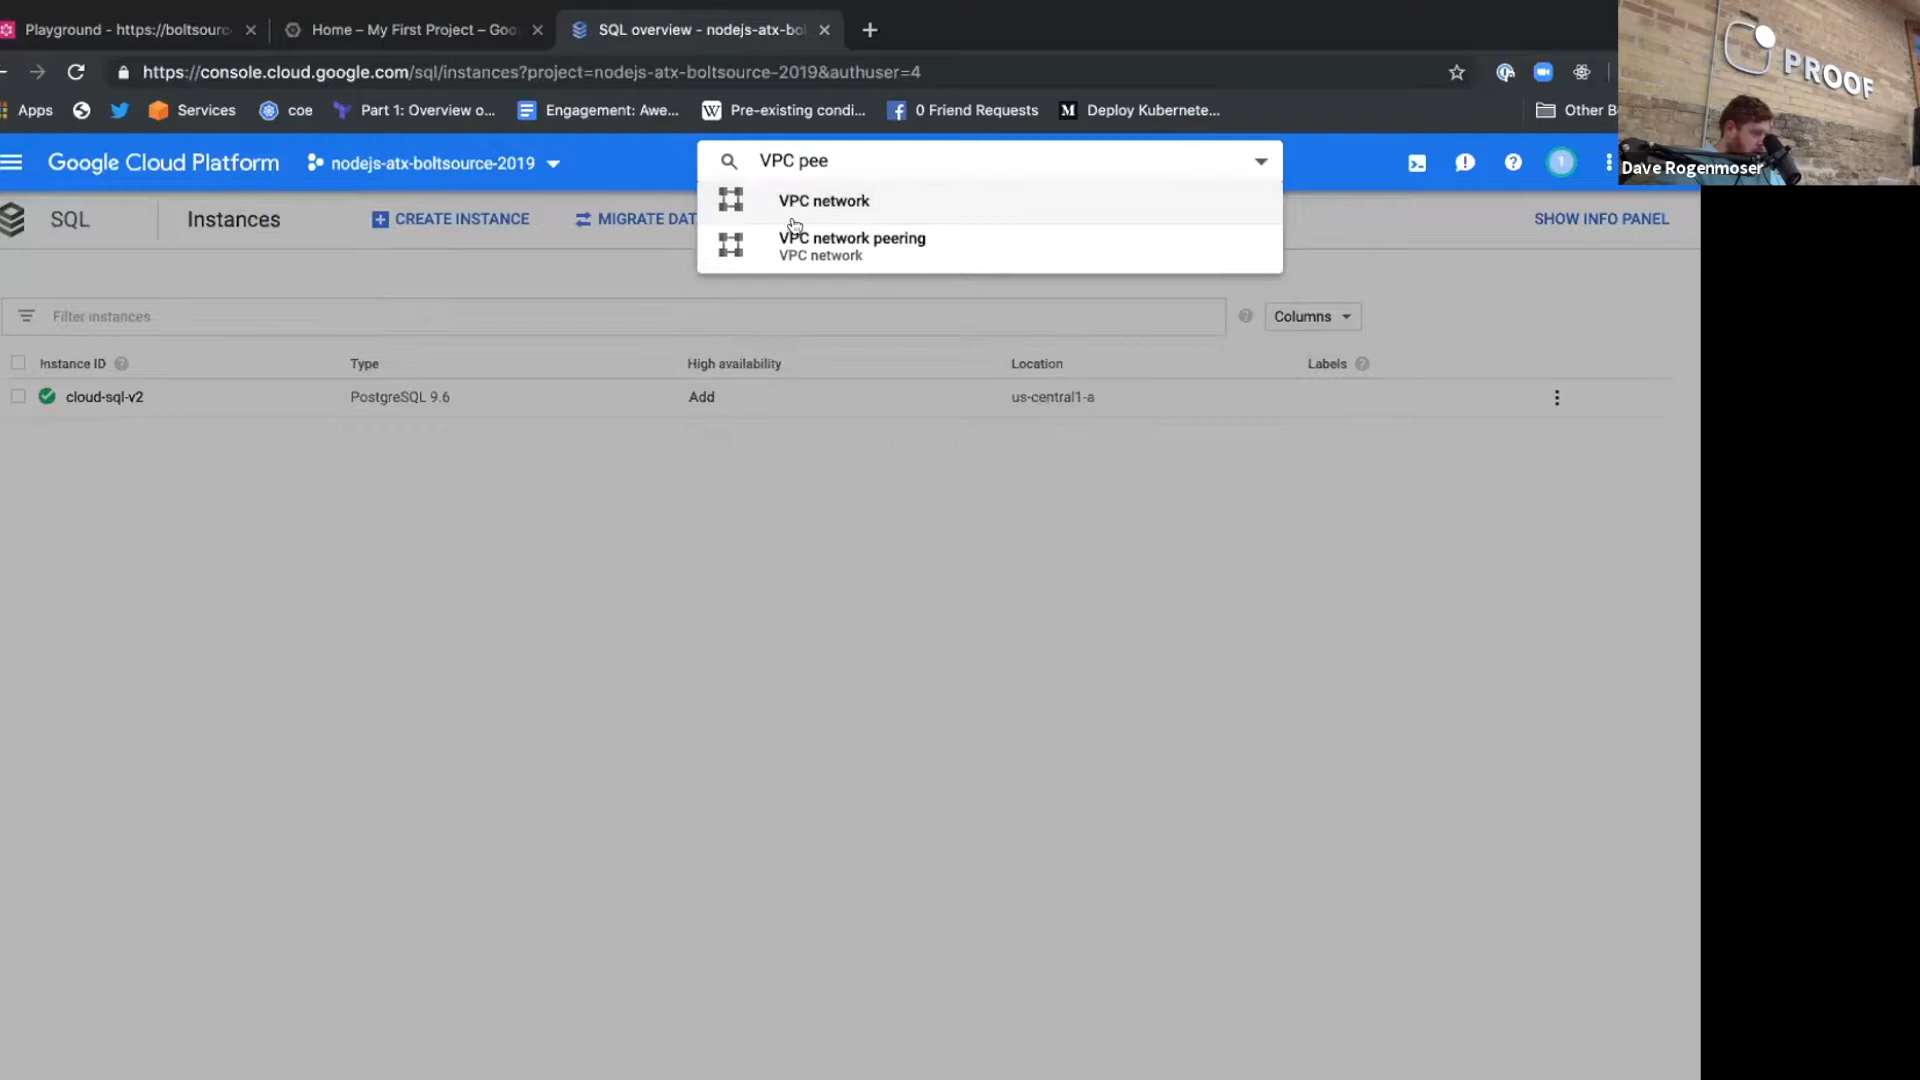 Playground - https://boltsourc
Home – My First Project – Goo
SQL overview - nodejs-atx-bol
https://console.cloud.google.com/sql/instances?project=nodejs-atx-boltsource-2019&authuser=4
Apps
Services
coe
Part 1: Overview o...
Engagement: Awe...
W Pre-existing condi...
f 0 Friend Requests
M Deploy Kubernete...
Other B
PROOF
Dave Rogenmoser
Google Cloud Platform
nodejs-atx-boltsource-2019
VPC pee
1
VPC network
VPC network peering
VPC network
SQL
Instances
CREATE INSTANCE
MIGRATE DAT
SHOW INFO PANEL
Filter instances
Columns
Instance ID
Type
High availability
Location
Labels
cloud-sql-v2
PostgreSQL 9.6
Add
us-central1-a